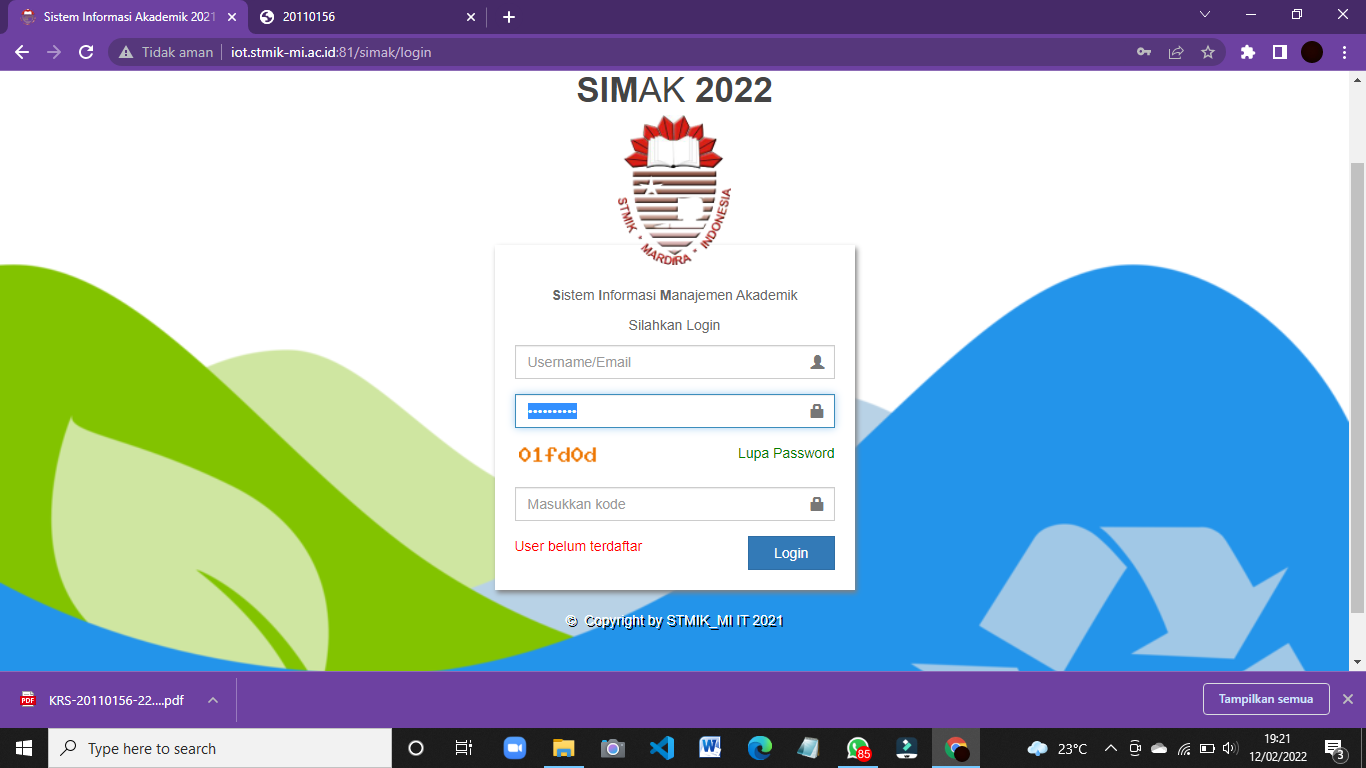 Sistem Informasi Akademik 2021
20110156
Tidak aman
iot.stmik-mi.ac.id:81/simak/login
SIMAK 2022
STMIK - MARDIRA - INDONESIA
Sistem Informasi Manajemen Akademik
Silahkan Login
Username/Email
••••••••••
01fd0d
Lupa Password
Masukkan kode
User belum terdaftar
Login
© Copyright by STMIK_MI IT 2021
PDF
KRS-20110156-22....pdf
Tampilkan semua
Type here to search
85
23°C
19:21
12/02/2022
3